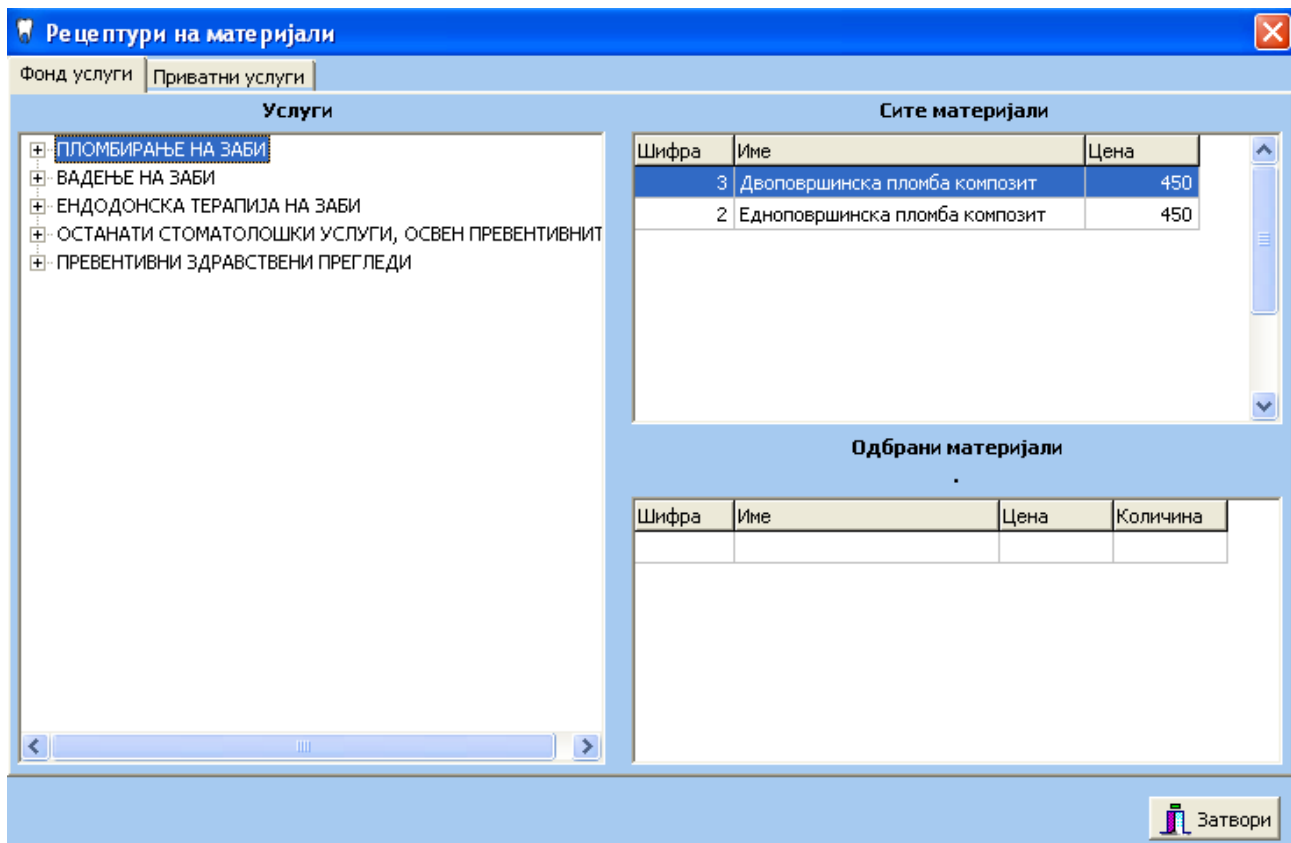 Рецептури на материјали
Фонд услуги Приватни услуги
Услуги
ПЛОМБИРАЊЕ НА ЗАБИ
ВАДЕЊЕ НА ЗАБИ
ЕНДОДОНСКА ТЕРАПИЈА НА ЗАБИ
ОСТАНАТИ СТОМАТОЛОШКИ УСЛУГИ, ОСВЕН ПРЕВЕНТИВНИТ
ПРЕВЕНТИВНИ ЗДРАВСТВЕНИ ПРЕГЛЕДИ
Сите материјали
Шифра Име Цена
3 Двоповршинска пломба композит 450
2 Едноповршинска пломба композит 450
Одбрани материјали
.
Шифра Име Цена Количина
Затвори